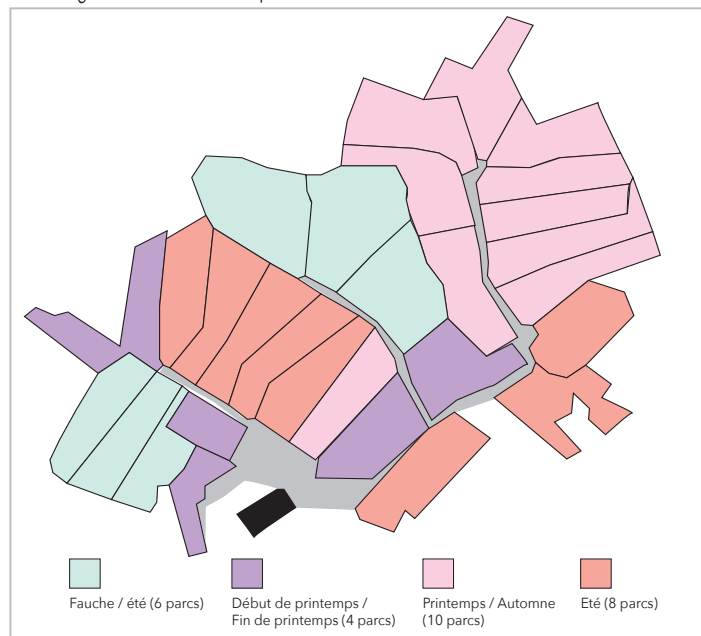 Fauche / été (6 parcs)
Début de printemps /
Fin de printemps (4 parcs)
Printemps / Automne
(10 parcs)
Eté (8 parcs)